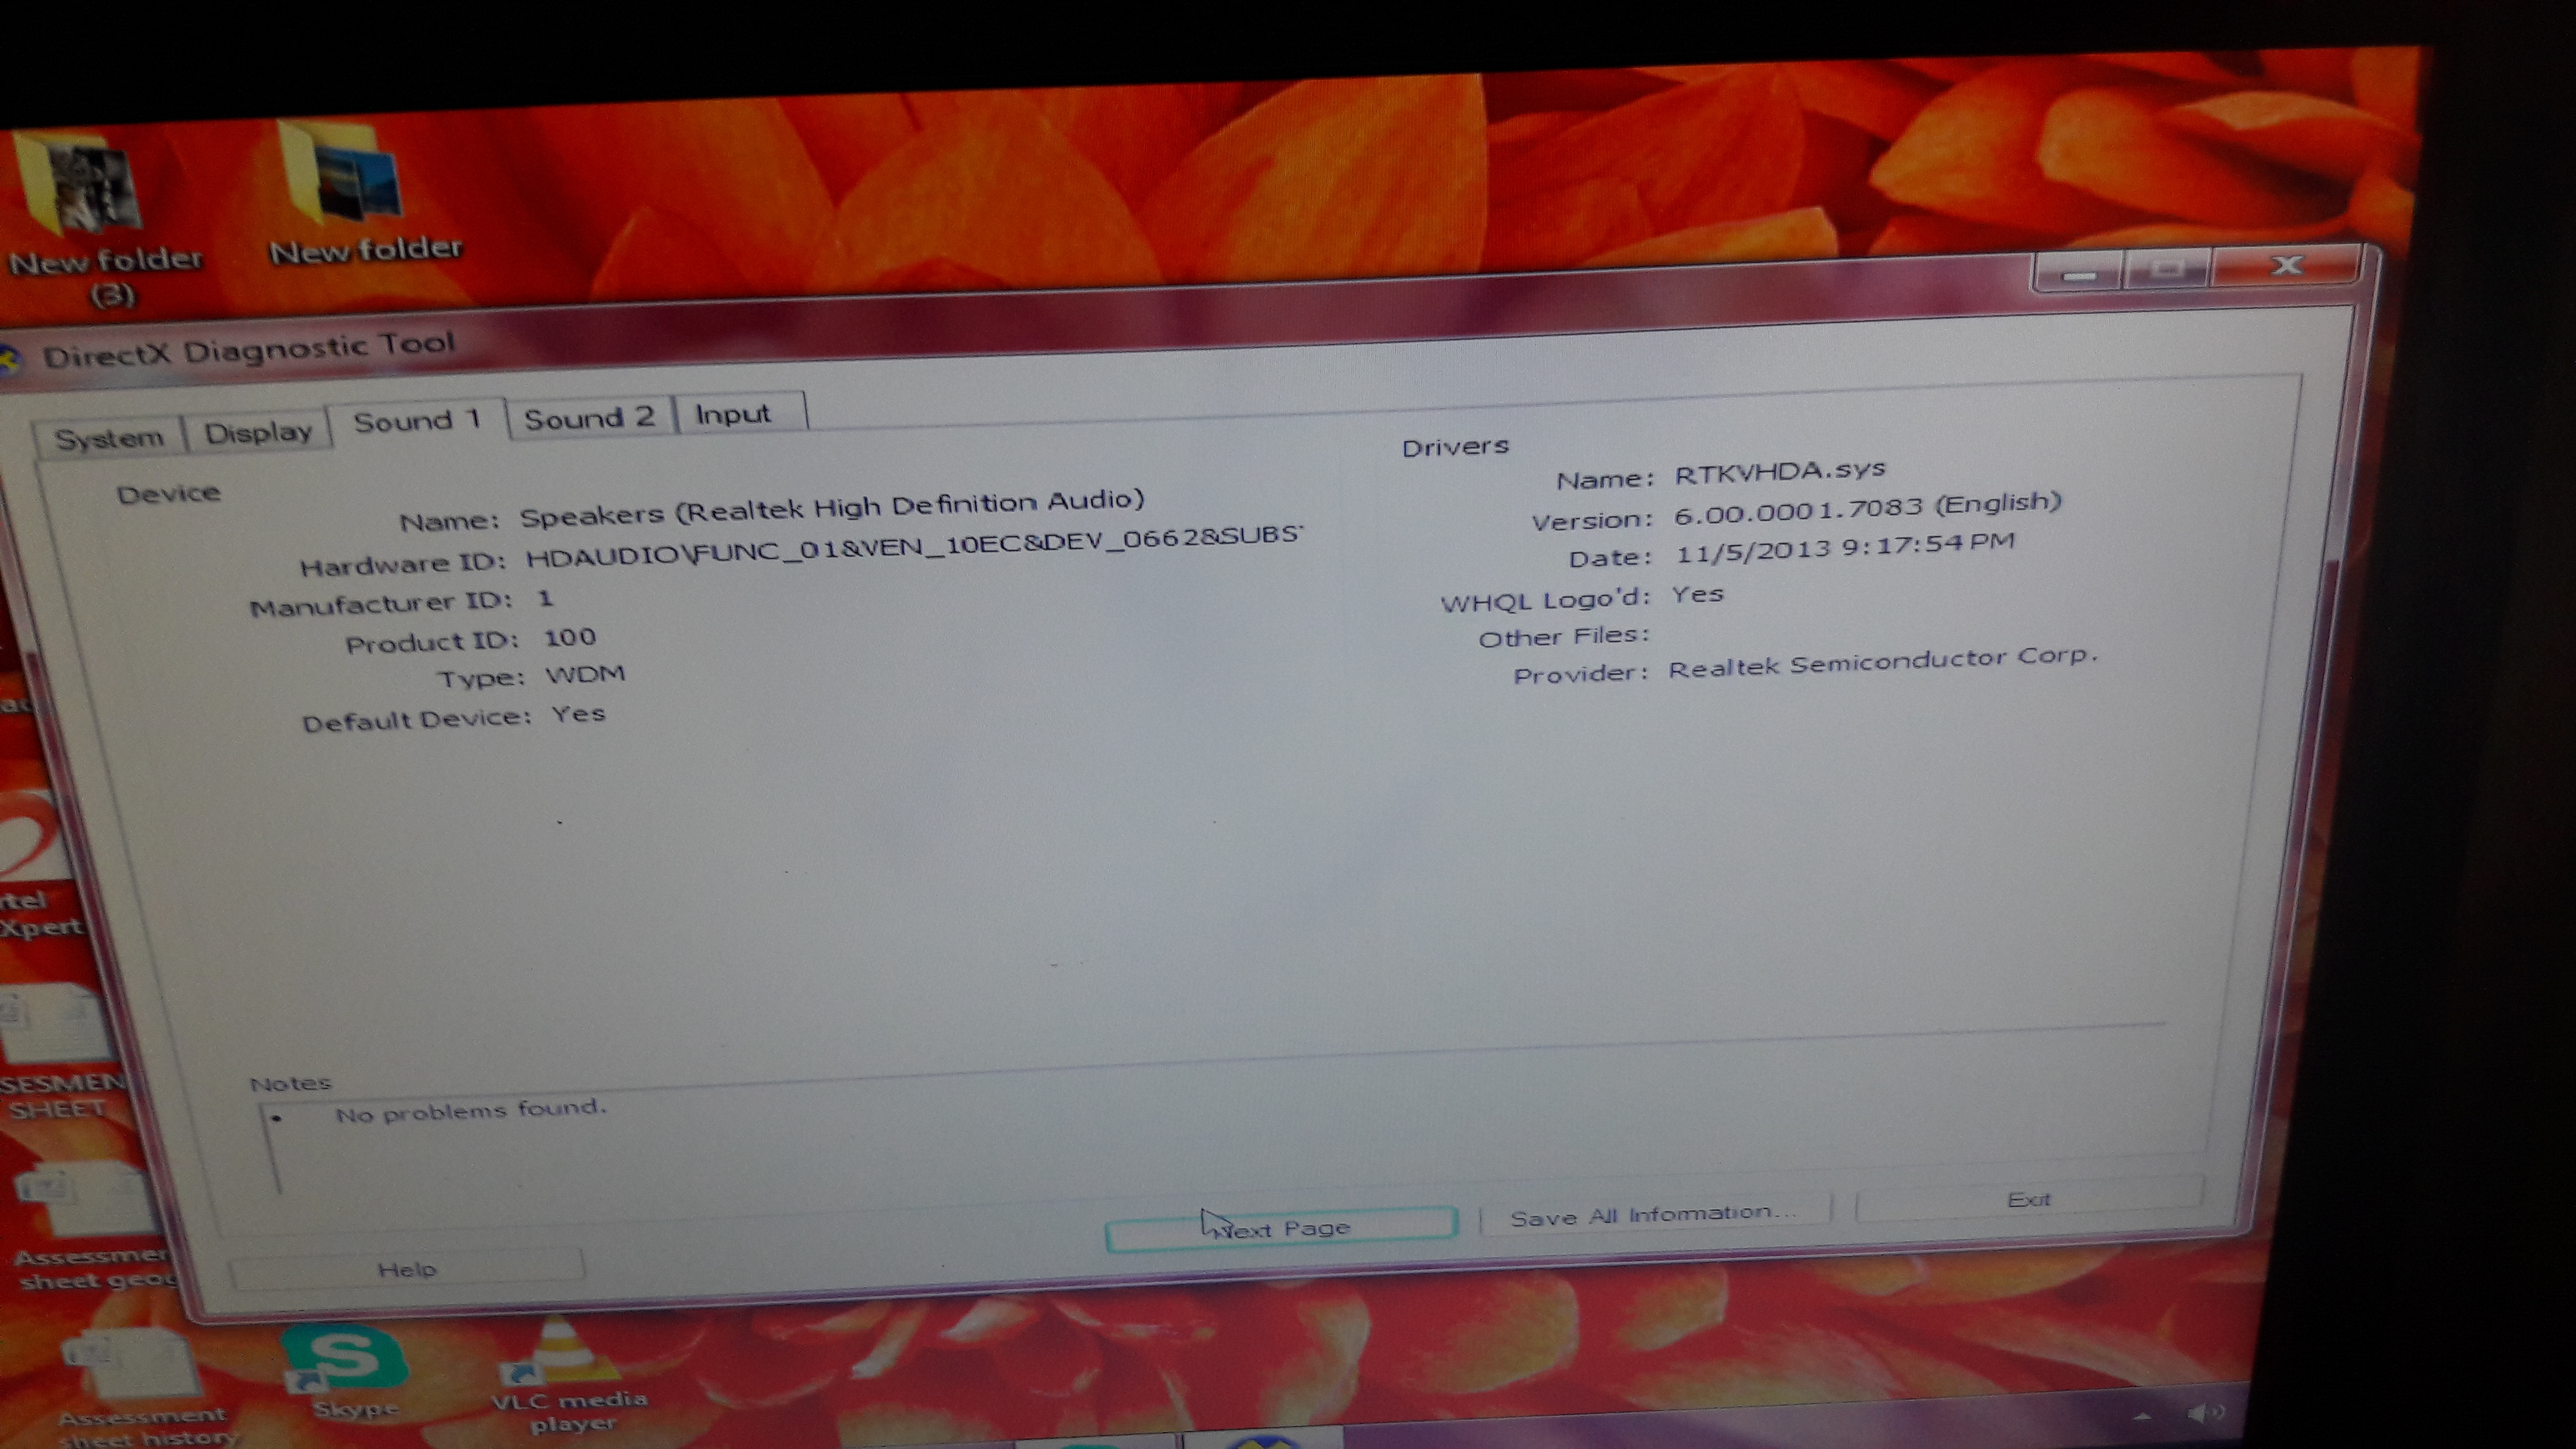 New folder
(3)
New folder
DirectX Diagnostic Tool
System
Display
Sound 1
Sound 2
Input
Device
Name: Speakers (Realtek High Definition Audio)
Hardware ID: HDAUDIO\FUNC_01&VEN_10EC&DEV_0662&SUBS
Manufacturer ID: 1
Product ID: 100
Type: WDM
Default Device: Yes
Drivers
Name: RTKVHDA.sys
Version: 6.00.0001.7083 (English)
Date: 11/5/2013 9:17:54 PM
WHQL Logo'd: Yes
Other Files:
Provider: Realtek Semiconductor Corp.
Notes
• No problems found.
Help
Next Page
Save All Information...
Exit
rtel
Xpert
SESMEN
SHEET
Assessmen
sheet geog
Assessment
sheet history
Skype
VLC media
player